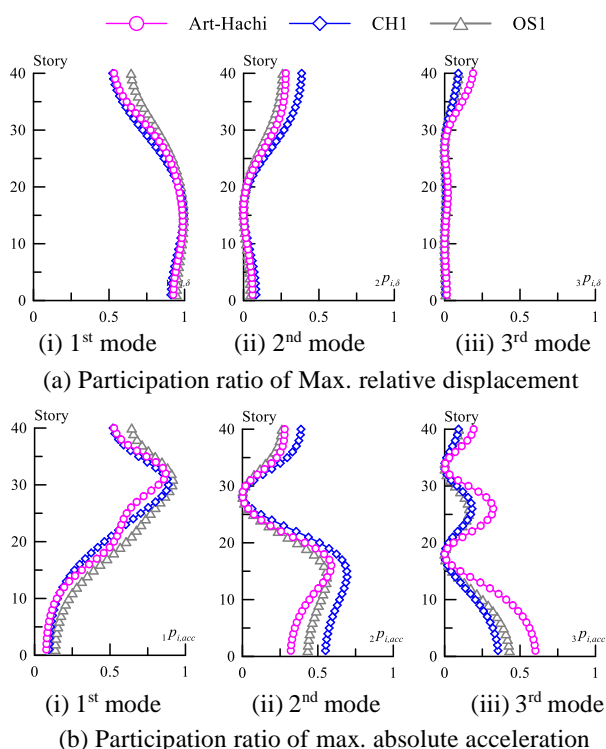 Art-Hachi CH1 OS1
Story Story Story
40 40 40
30 30 30
20 20 20
10 10 10
0 0 0
2pi,δ 3pi,δ
0 0.5 1 0 0.5 1 0 0.5 1
(i) 1st mode (ii) 2nd mode (iii) 3rd mode
(a) Participation ratio of Max. relative displacement
Story Story Story
40 40 40
30 30 30
20 20 20
10 10 10
0 0 0
1pi,acc 2pi,acc 3pi,acc
0 0.5 1 0 0.5 1 0 0.5 1
(i) 1st mode (ii) 2nd mode (iii) 3rd mode
(b) Participation ratio of max. absolute acceleration